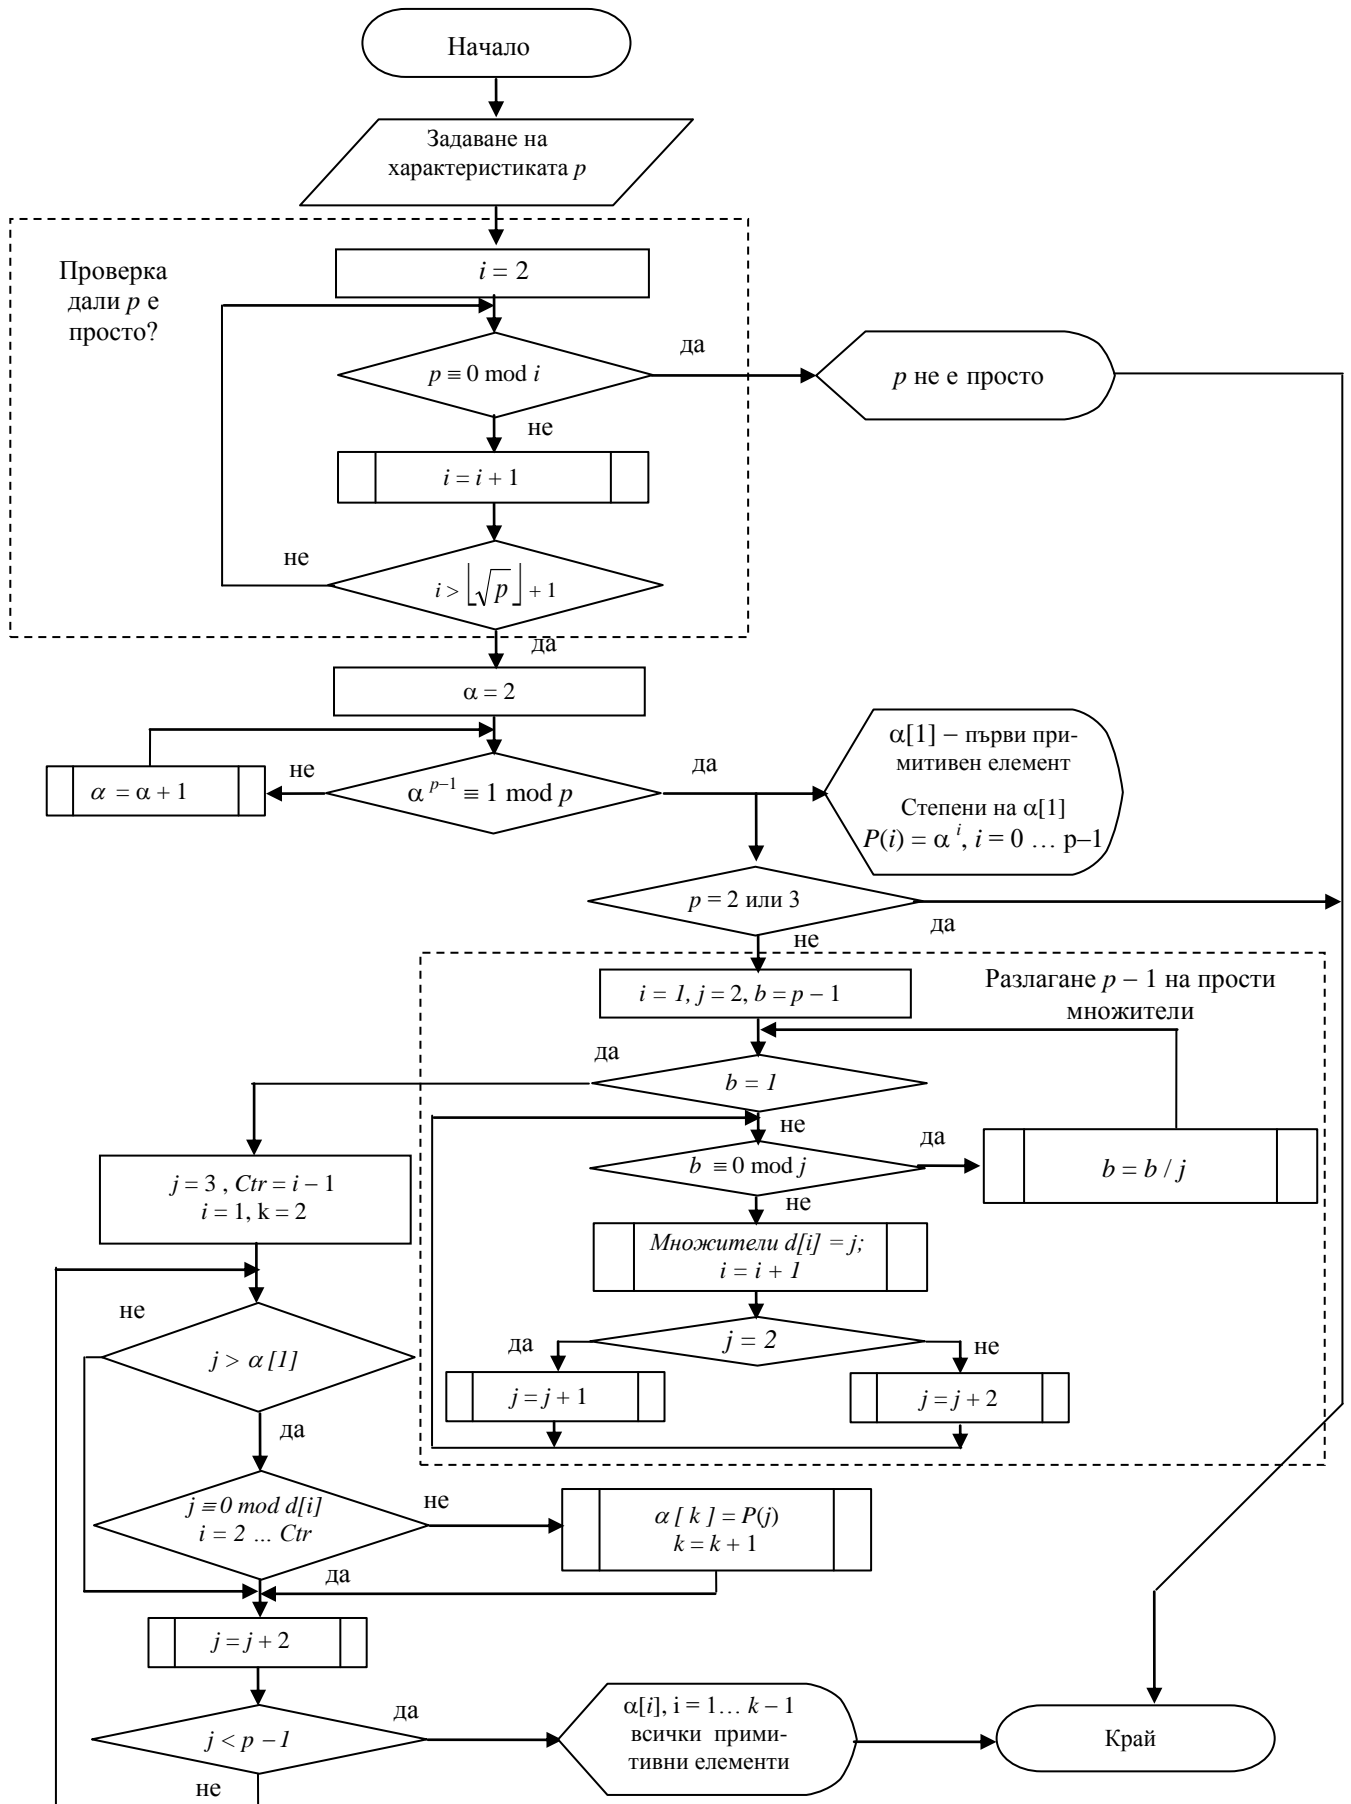 Начало
Задаване на
характеристиката p
Проверка
дали p е
просто?
i = 2
p ≡ 0 mod i
да
p не е просто
не
i = i + 1
не
i > ⌊√p⌋ + 1
да
α = 2
не
α = α + 1
α^{p–1} ≡ 1 mod p
да
α[1] – първи при-
митивен елемент
Степени на α[1]
P(i) = α^i, i = 0 … p–1
p = 2 или 3
да
не
i = 1, j = 2, b = p – 1
Разлагане p – 1 на прости
множители
да
b = 1
не
b ≡ 0 mod j
да
b = b / j
не
j = 3 , Ctr = i – 1
i = 1, k = 2
Множители d[i] = j;
i = i + 1
не
j = 2
да
не
j > α [1]
j = j + 1
j = j + 2
да
j ≡ 0 mod d[i]
i = 2 ... Ctr
не
α [ k ] = P(j)
k = k + 1
да
j = j + 2
да
j < p – 1
α[i], i = 1… k – 1
всички прими-
тивни елементи
Край
не